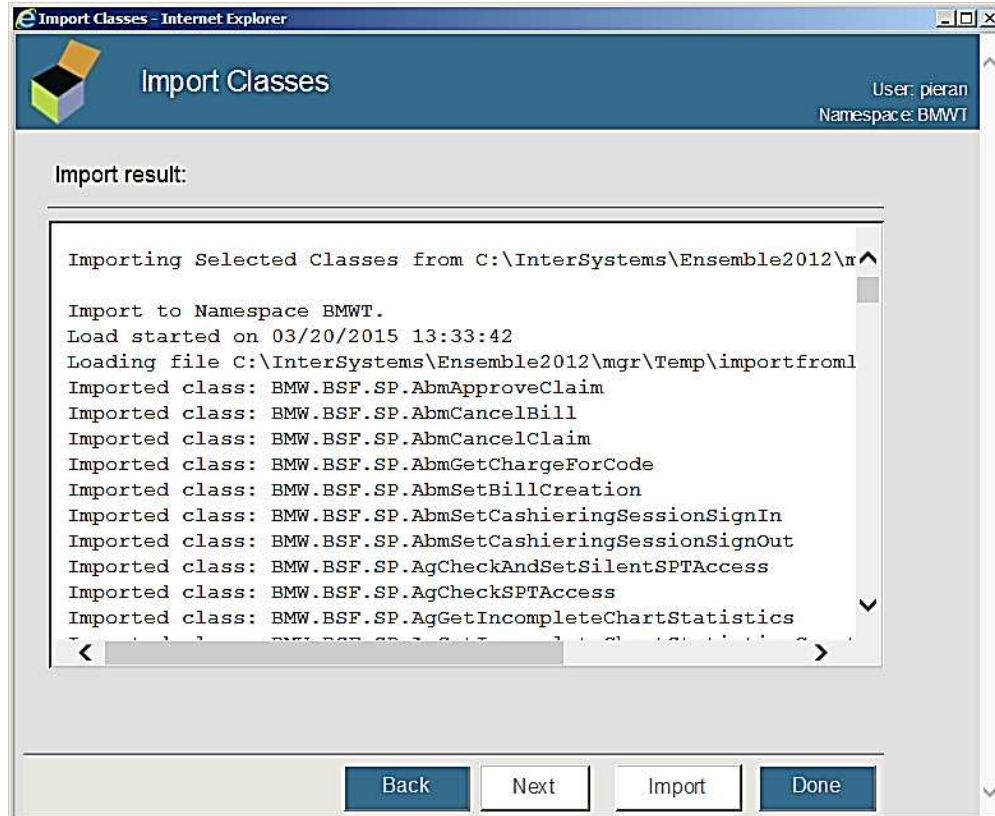 Import Classes - Internet Explorer
Import Classes
User: pieran
Namespace: BMWT
Import result:
Importing Selected Classes from C:\InterSystems\Ensemble2012\m
Import to Namespace BMWT.
Load started on 03/20/2015 13:33:42
Loading file C:\InterSystems\Ensemble2012\mgr\Temp\importfroml
Imported class: BMW.BSF.SP.AbmApproveClaim
Imported class: BMW.BSF.SP.AbmCancelBill
Imported class: BMW.BSF.SP.AbmCancelClaim
Imported class: BMW.BSF.SP.AbmGetChargeForCode
Imported class: BMW.BSF.SP.AbmSetBillCreation
Imported class: BMW.BSF.SP.AbmSetCashieringSessionSignIn
Imported class: BMW.BSF.SP.AbmSetCashieringSessionSignOut
Imported class: BMW.BSF.SP.AgCheckAndSetSilentSPTAccess
Imported class: BMW.BSF.SP.AgCheckSPTAccess
Imported class: BMW.BSF.SP.AgGetIncompleteChartStatistics
Back Next Import Done